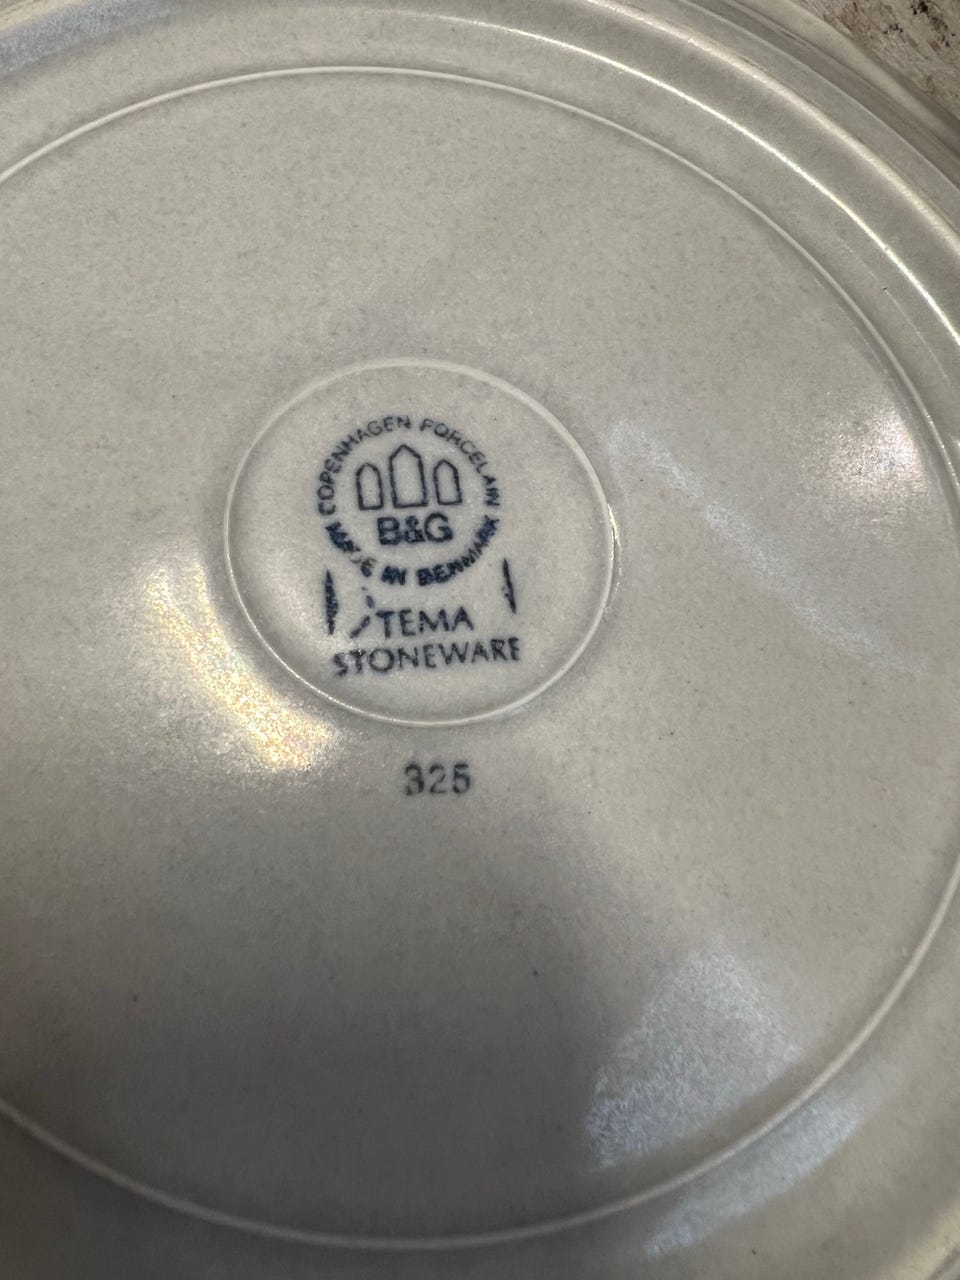 COPENHAGEN PORCELAIN
B&G
MADE IN DENMARK
TEMA
STONEWARE
325